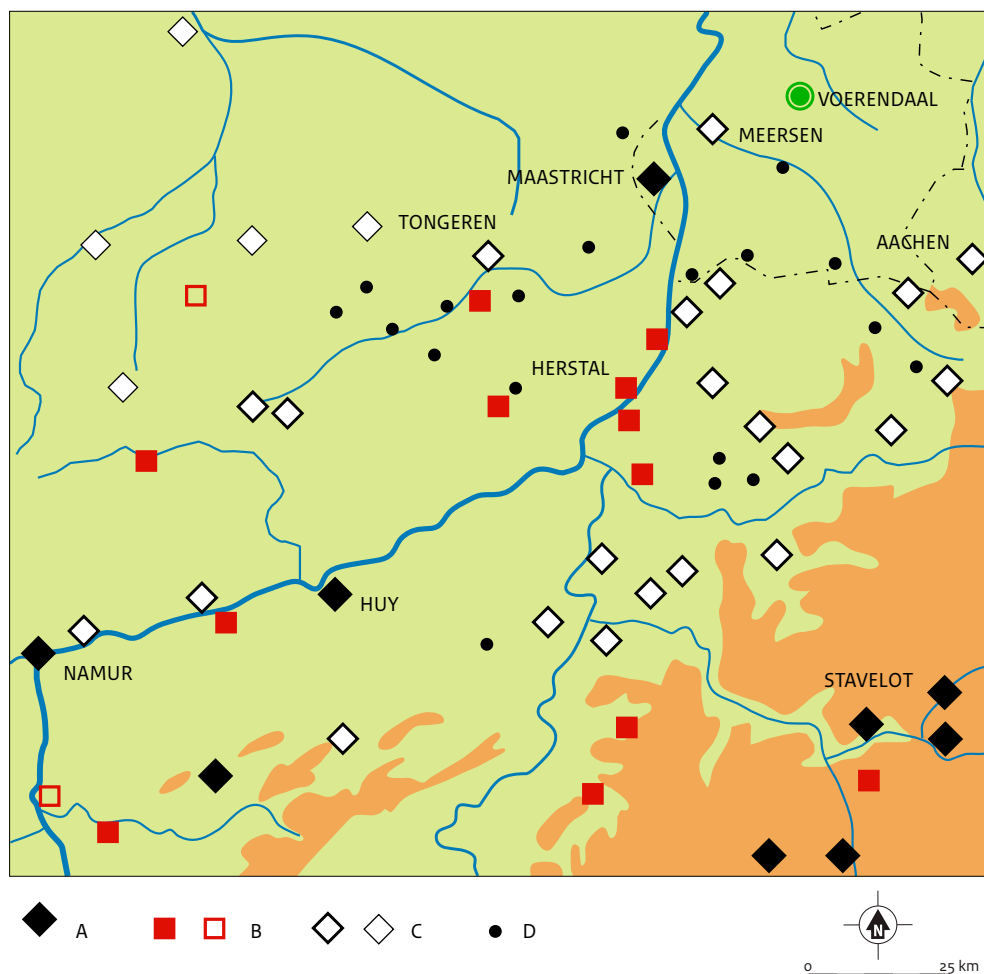 VOERENDAAL
MEERSEN
MAASTRICHT
TONGEREN
AACHEN
HERSTAL
HUY
NAMUR
STAVELOT
A B C D
N
0 25 km